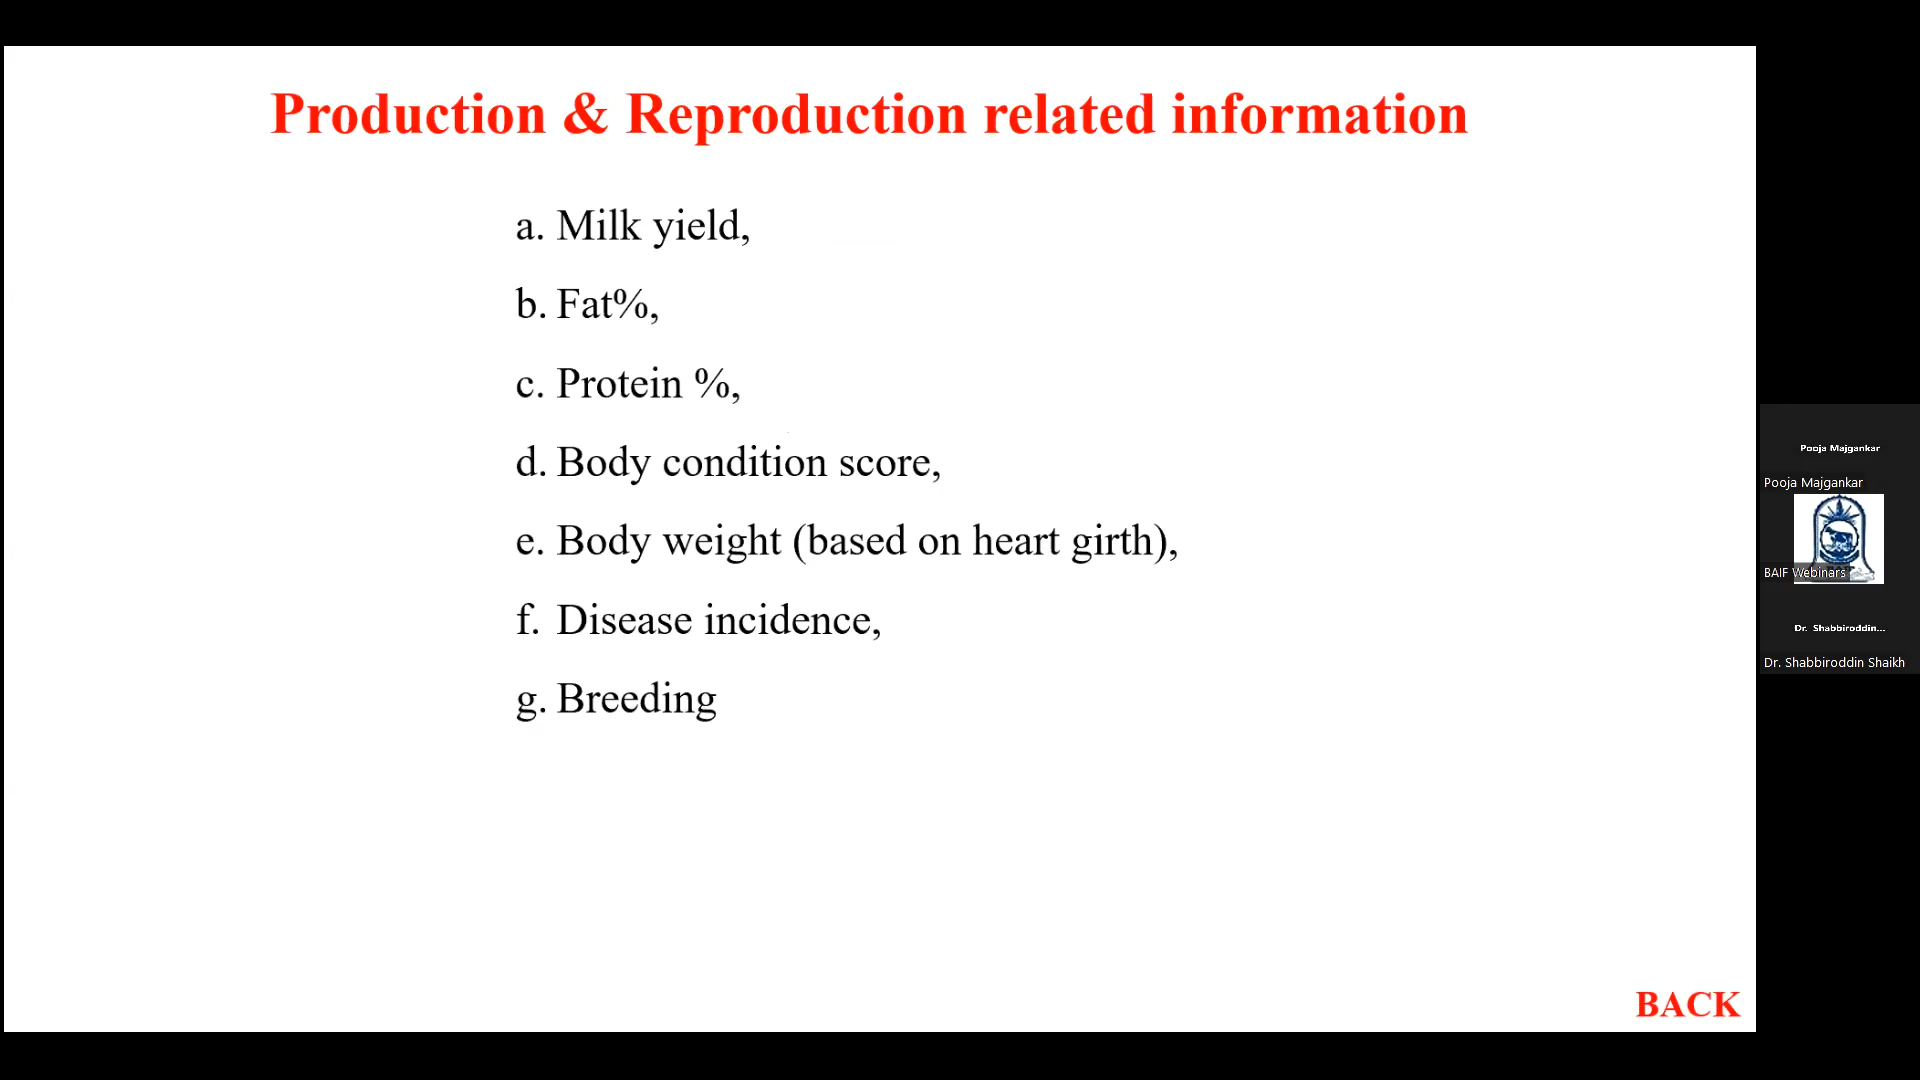 Production & Reproduction related information
a. Milk yield,
b. Fat%,
c. Protein %,
d. Body condition score,
e. Body weight (based on heart girth),
f. Disease incidence,
g. Breeding
BACK
Pooja Majgankar
Pooja Majgankar
BAIF Webinars
Dr. Shabbiroddin...
Dr. Shabbiroddin Shaikh